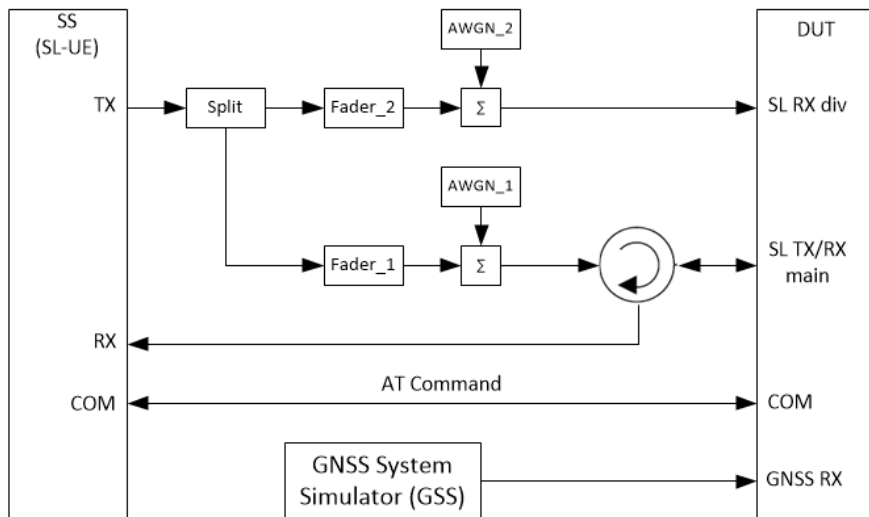 SS
(SL-UE)
DUT
AWGN_2
TX
Split
Fader_2
Σ
SL RX div
AWGN_1
Fader_1
Σ
SL TX/RX
main
RX
AT Command
COM
COM
GNSS System
Simulator (GSS)
GNSS RX